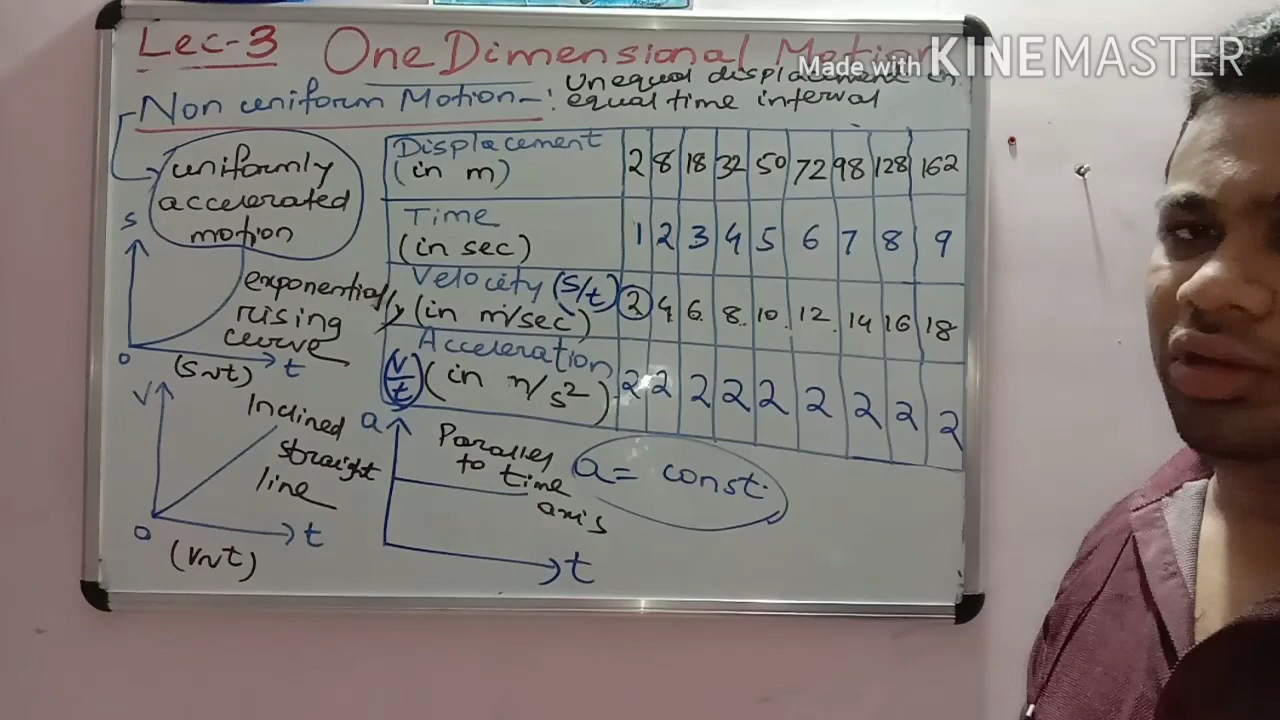 Lec-3 One Dimensional Motion
Made with KINEMASTER
Non uniform Motion -: Unequal displacement in
equal time interval
uniformly
accelerated
motion
Displacement
(in m) 2 8 18 32 50 72 98 128 162
Time
(in sec) 1 2 3 4 5 6 7 8 9
Velocity (s/t)
(in m/sec) 2 4 6 8 10 12 14 16 18
Acceleration
(v/t) (in m/s²) 2 2 2 2 2 2 2 2 2
s
exponentially
rising
curve
0 t
(s~t)
v
Inclined
straight
line
0 t
(v~t)
a
Parallel
to time
axis
t
a = const.